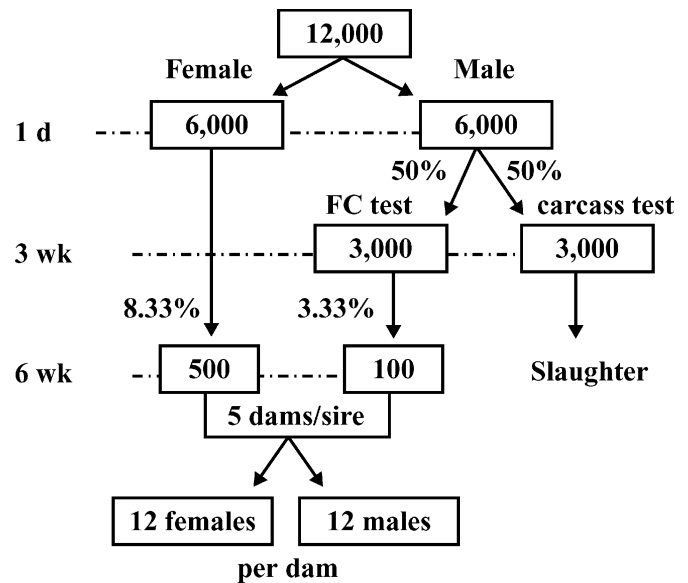 12,000
Female
Male
1 d
6,000
6,000
50%
50%
FC test
carcass test
3 wk
3,000
3,000
8.33%
3.33%
6 wk
500
100
Slaughter
5 dams/sire
12 females
12 males
per dam